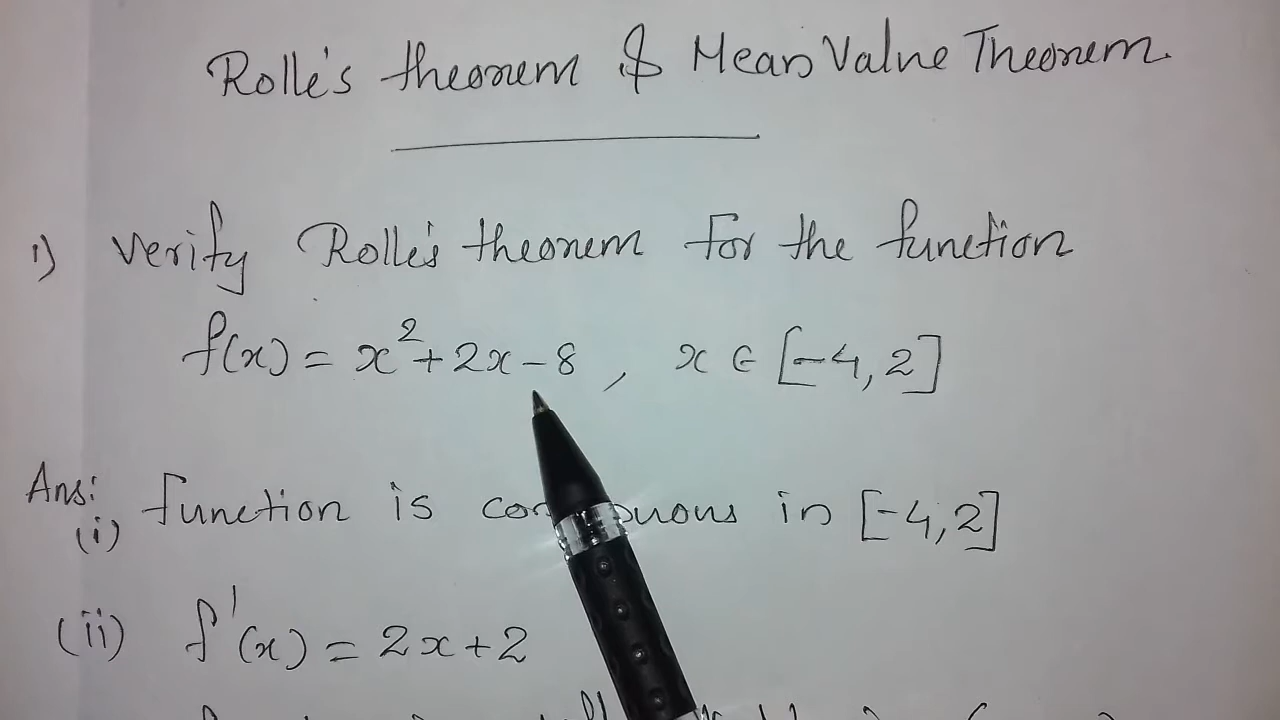 Rolle's theorem & Mean Value Theorem.
1) Verify Rolle's theorem for the function
f(x) = x²+2x-8 , x ∈ [-4,2]
Ans:
(i) function is in [-4,2]
(ii) f'(x) = 2x+2